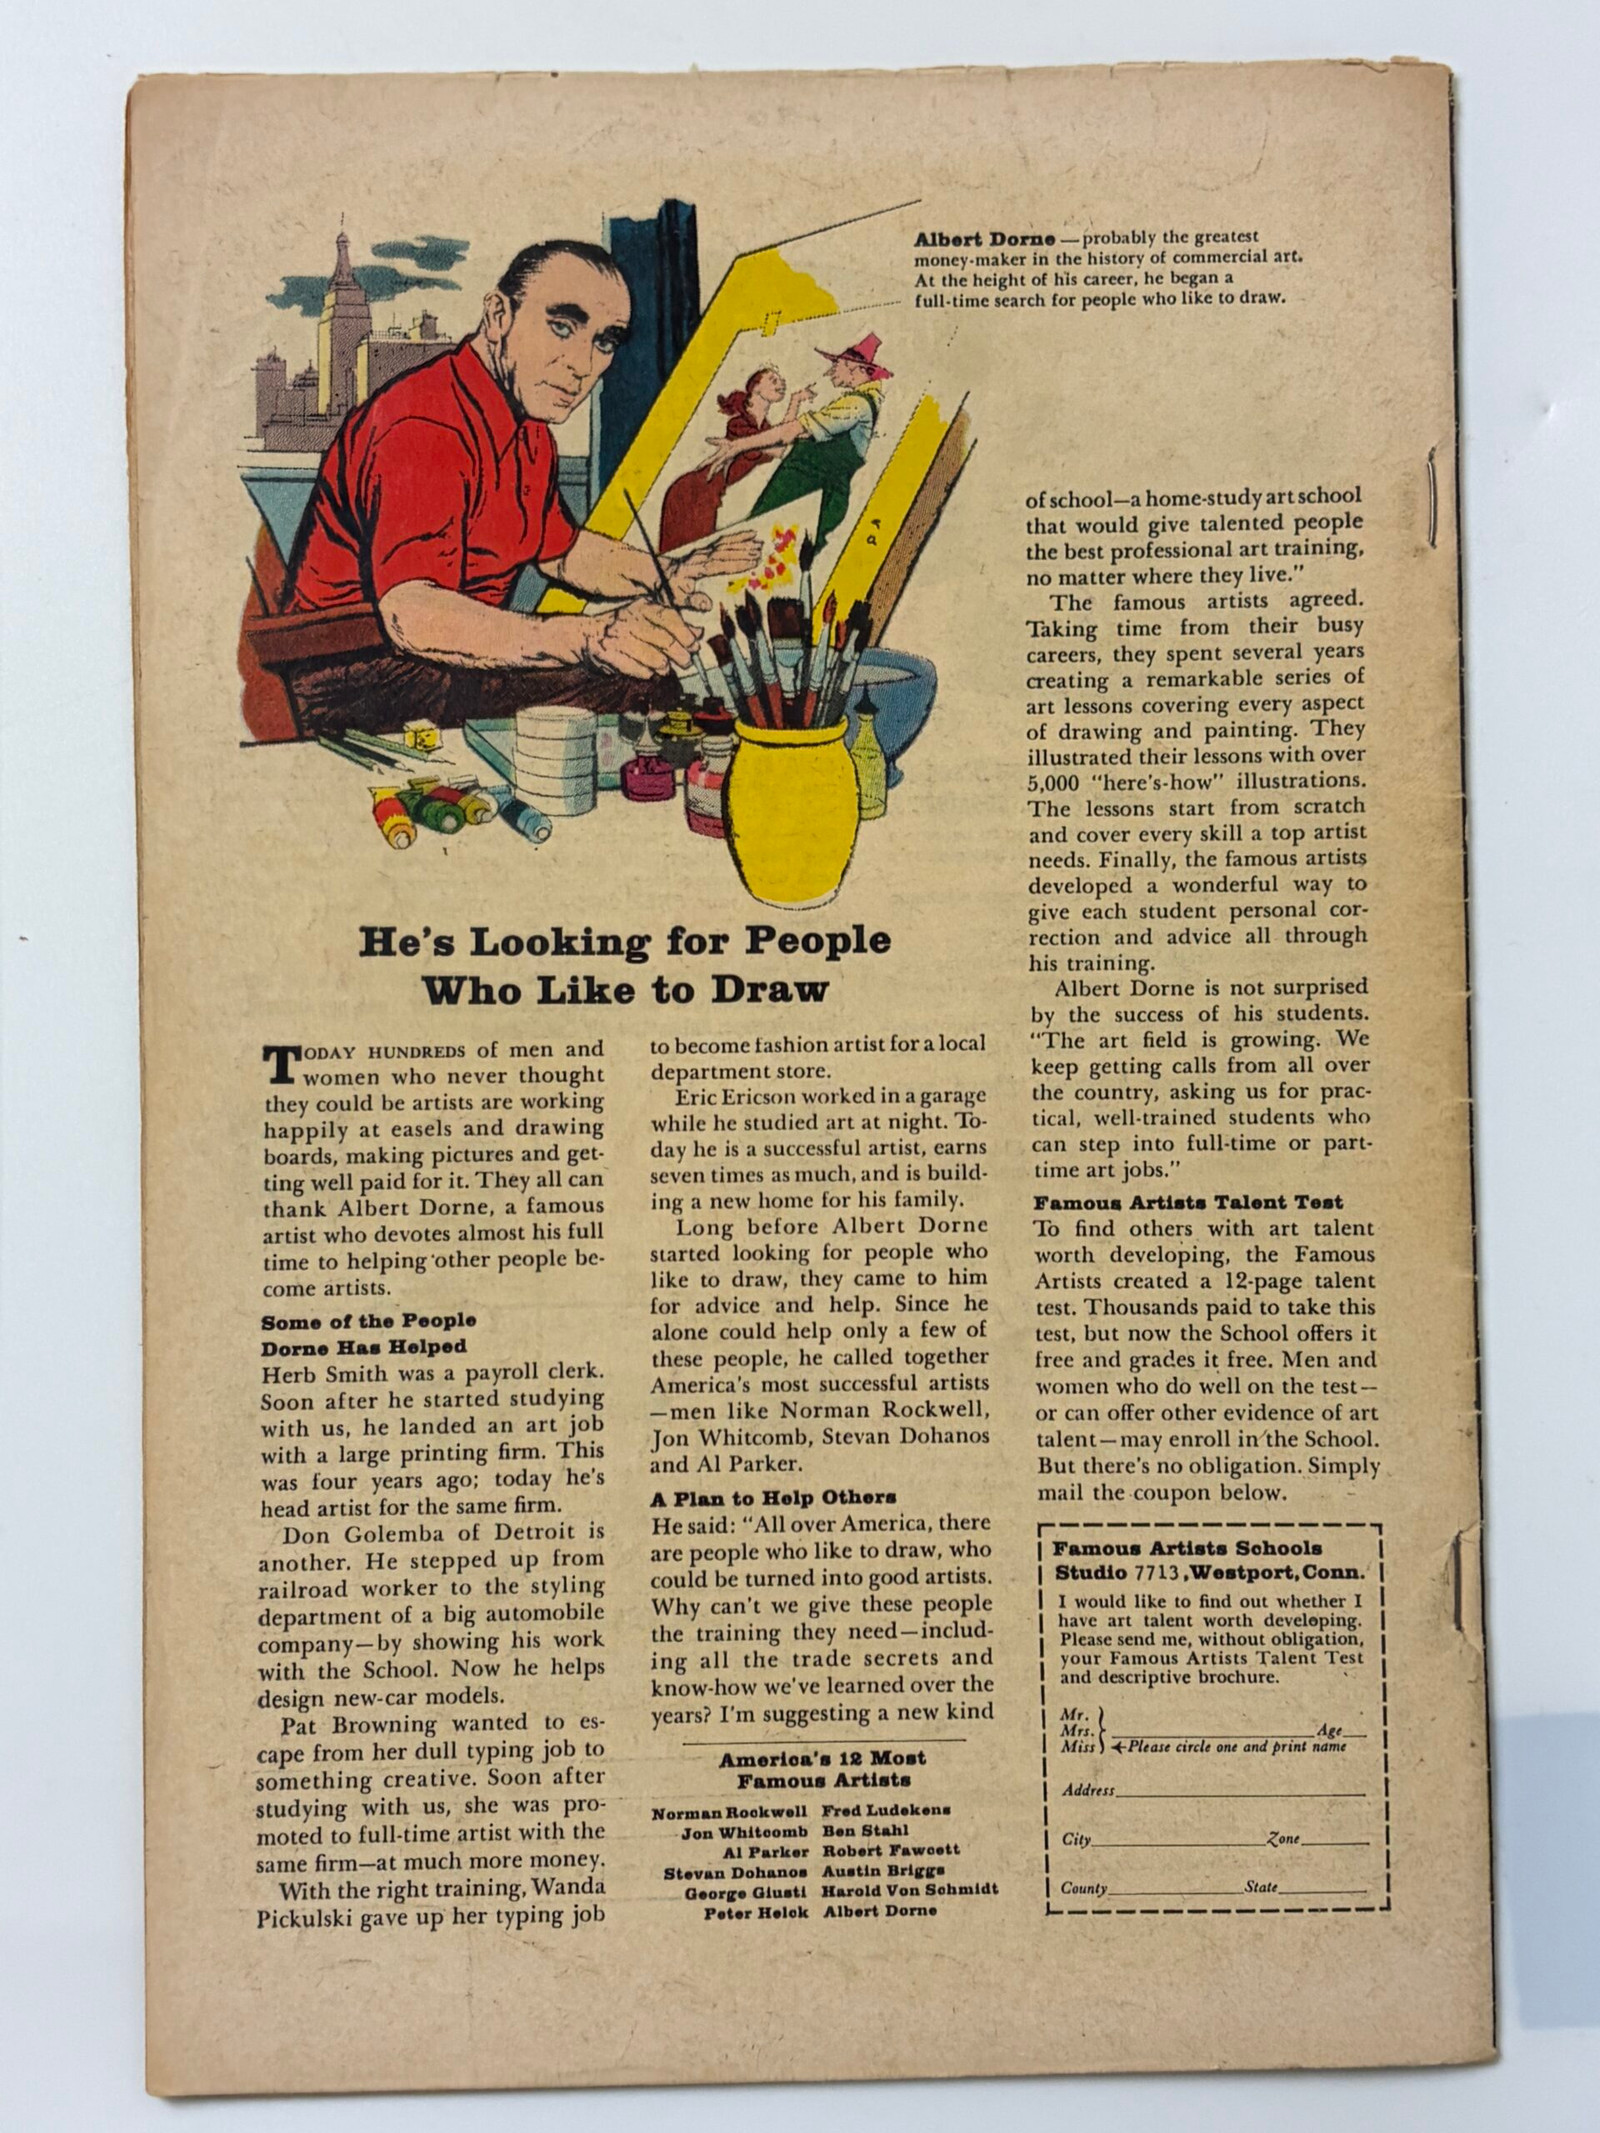 Albert Dorne — probably the greatest
money-maker in the history of commercial art.
At the height of his career, he began a
full-time search for people who like to draw.
He's Looking for People
Who Like to Draw
TODAY HUNDREDS of men and
women who never thought
they could be artists are working
happily at easels and drawing
boards, making pictures and get-
ting well paid for it. They all can
thank Albert Dorne, a famous
artist who devotes almost his full
time to helping other people be-
come artists.
Some of the People
Dorne Has Helped
Herb Smith was a payroll clerk.
Soon after he started studying
with us, he landed an art job
with a large printing firm. This
was four years ago; today he's
head artist for the same firm.
Don Golemba of Detroit is
another. He stepped up from
railroad worker to the styling
department of a big automobile
company—by showing his work
with the School. Now he helps
design new-car models.
Pat Browning wanted to es-
cape from her dull typing job to
something creative. Soon after
studying with us, she was pro-
moted to full-time artist with the
same firm—at much more money.
With the right training, Wanda
Pickulski gave up her typing job
to become fashion artist for a local
department store.
Eric Ericson worked in a garage
while he studied art at night. To-
day he is a successful artist, earns
seven times as much, and is build-
ing a new home for his family.
Long before Albert Dorne
started looking for people who
like to draw, they came to him
for advice and help. Since he
alone could help only a few of
these people, he called together
America's most successful artists
—men like Norman Rockwell,
Jon Whitcomb, Stevan Dohanos
and Al Parker.
A Plan to Help Others
He said: "All over America, there
are people who like to draw, who
could be turned into good artists.
Why can't we give these people
the training they need—includ-
ing all the trade secrets and
know-how we've learned over the
years? I'm suggesting a new kind
America's 12 Most
Famous Artists
Norman Rockwell Fred Ludekens
Jon Whitcomb Ben Stahl
Al Parker Robert Fawcett
Stevan Dohanos Austin Briggs
George Giusti Harold Von Schmidt
Peter Helck Albert Dorne
of school—a home-study art school
that would give talented people
the best professional art training,
no matter where they live."
The famous artists agreed.
Taking time from their busy
careers, they spent several years
creating a remarkable series of
art lessons covering every aspect
of drawing and painting. They
illustrated their lessons with over
5,000 "here's-how" illustrations.
The lessons start from scratch
and cover every skill a top artist
needs. Finally, the famous artists
developed a wonderful way to
give each student personal cor-
rection and advice all through
his training.
Albert Dorne is not surprised
by the success of his students.
"The art field is growing. We
keep getting calls from all over
the country, asking us for prac-
tical, well-trained students who
can step into full-time or part-
time art jobs."
Famous Artists Talent Test
To find others with art talent
worth developing, the Famous
Artists created a 12-page talent
test. Thousands paid to take this
test, but now the School offers it
free and grades it free. Men and
women who do well on the test—
or can offer other evidence of art
talent—may enroll in the School.
But there's no obligation. Simply
mail the coupon below.
Famous Artists Schools
Studio 7713, Westport, Conn.
I would like to find out whether I
have art talent worth developing.
Please send me, without obligation,
your Famous Artists Talent Test
and descriptive brochure.
Mr.
Mrs. Age
Miss Please circle one and print name
Address
City Zone
County State